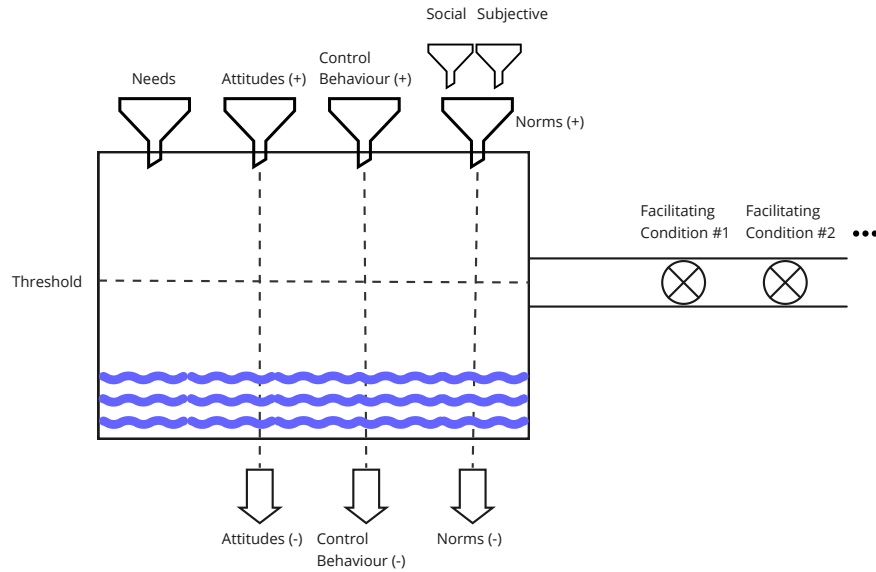 Social
Subjective
Needs
Attitudes (+)
Control
Behaviour (+)
Norms (+)
Facilitating
Condition #1
Facilitating
Condition #2
•••
Threshold
Attitudes (-)
Control
Behaviour (-)
Norms (-)